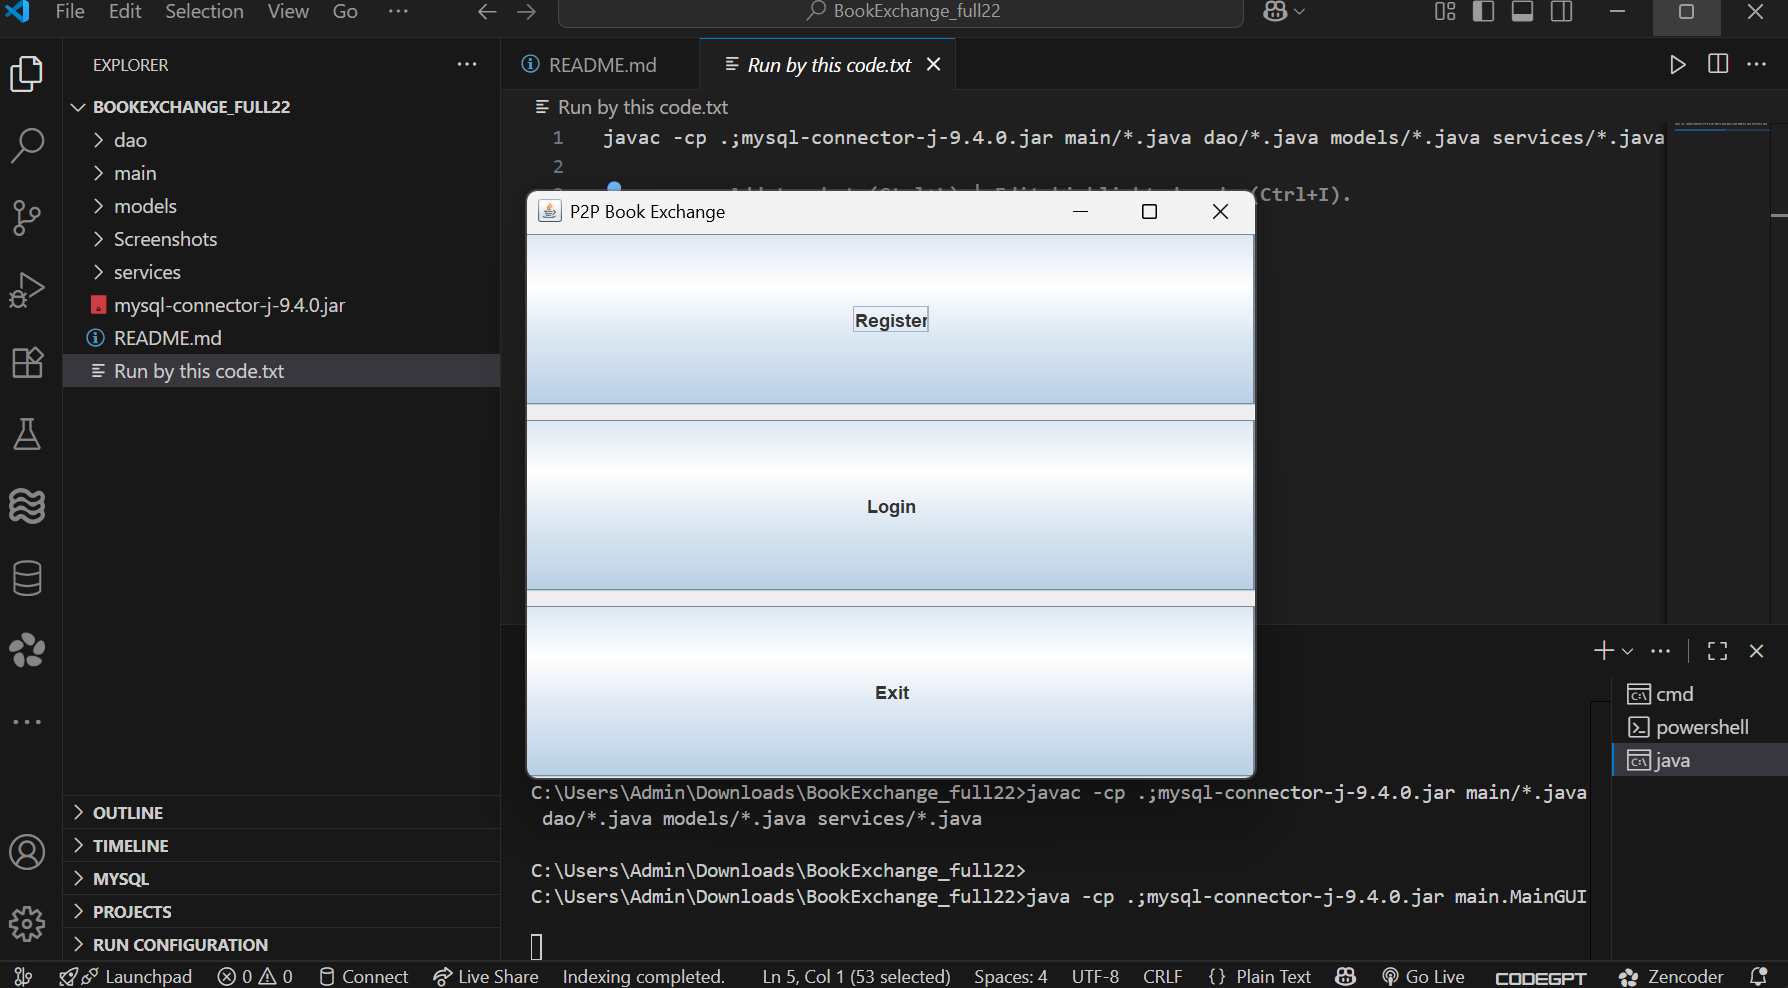 File Edit Selection View Go ··· BookExchange_full22
EXPLORER ···
BOOKEXCHANGE_FULL22
dao
main
models
Screenshots
services
mysql-connector-j-9.4.0.jar
README.md
Run by this code.txt
OUTLINE
TIMELINE
MYSQL
PROJECTS
RUN CONFIGURATION
README.md Run by this code.txt
Run by this code.txt
1 javac -cp .;mysql-connector-j-9.4.0.jar main/*.java dao/*.java models/*.java services/*.java
2
(Ctrl+I).
P2P Book Exchange
Register
Login
Exit
cmd
powershell
java
C:\Users\Admin\Downloads\BookExchange_full22>javac -cp .;mysql-connector-j-9.4.0.jar main/*.java
dao/*.java models/*.java services/*.java
C:\Users\Admin\Downloads\BookExchange_full22>
C:\Users\Admin\Downloads\BookExchange_full22>java -cp .;mysql-connector-j-9.4.0.jar main.MainGUI
Launchpad 0 0 Connect Live Share Indexing completed. Ln 5, Col 1 (53 selected) Spaces: 4 UTF-8 CRLF {} Plain Text Go Live CODEGPT Zencoder